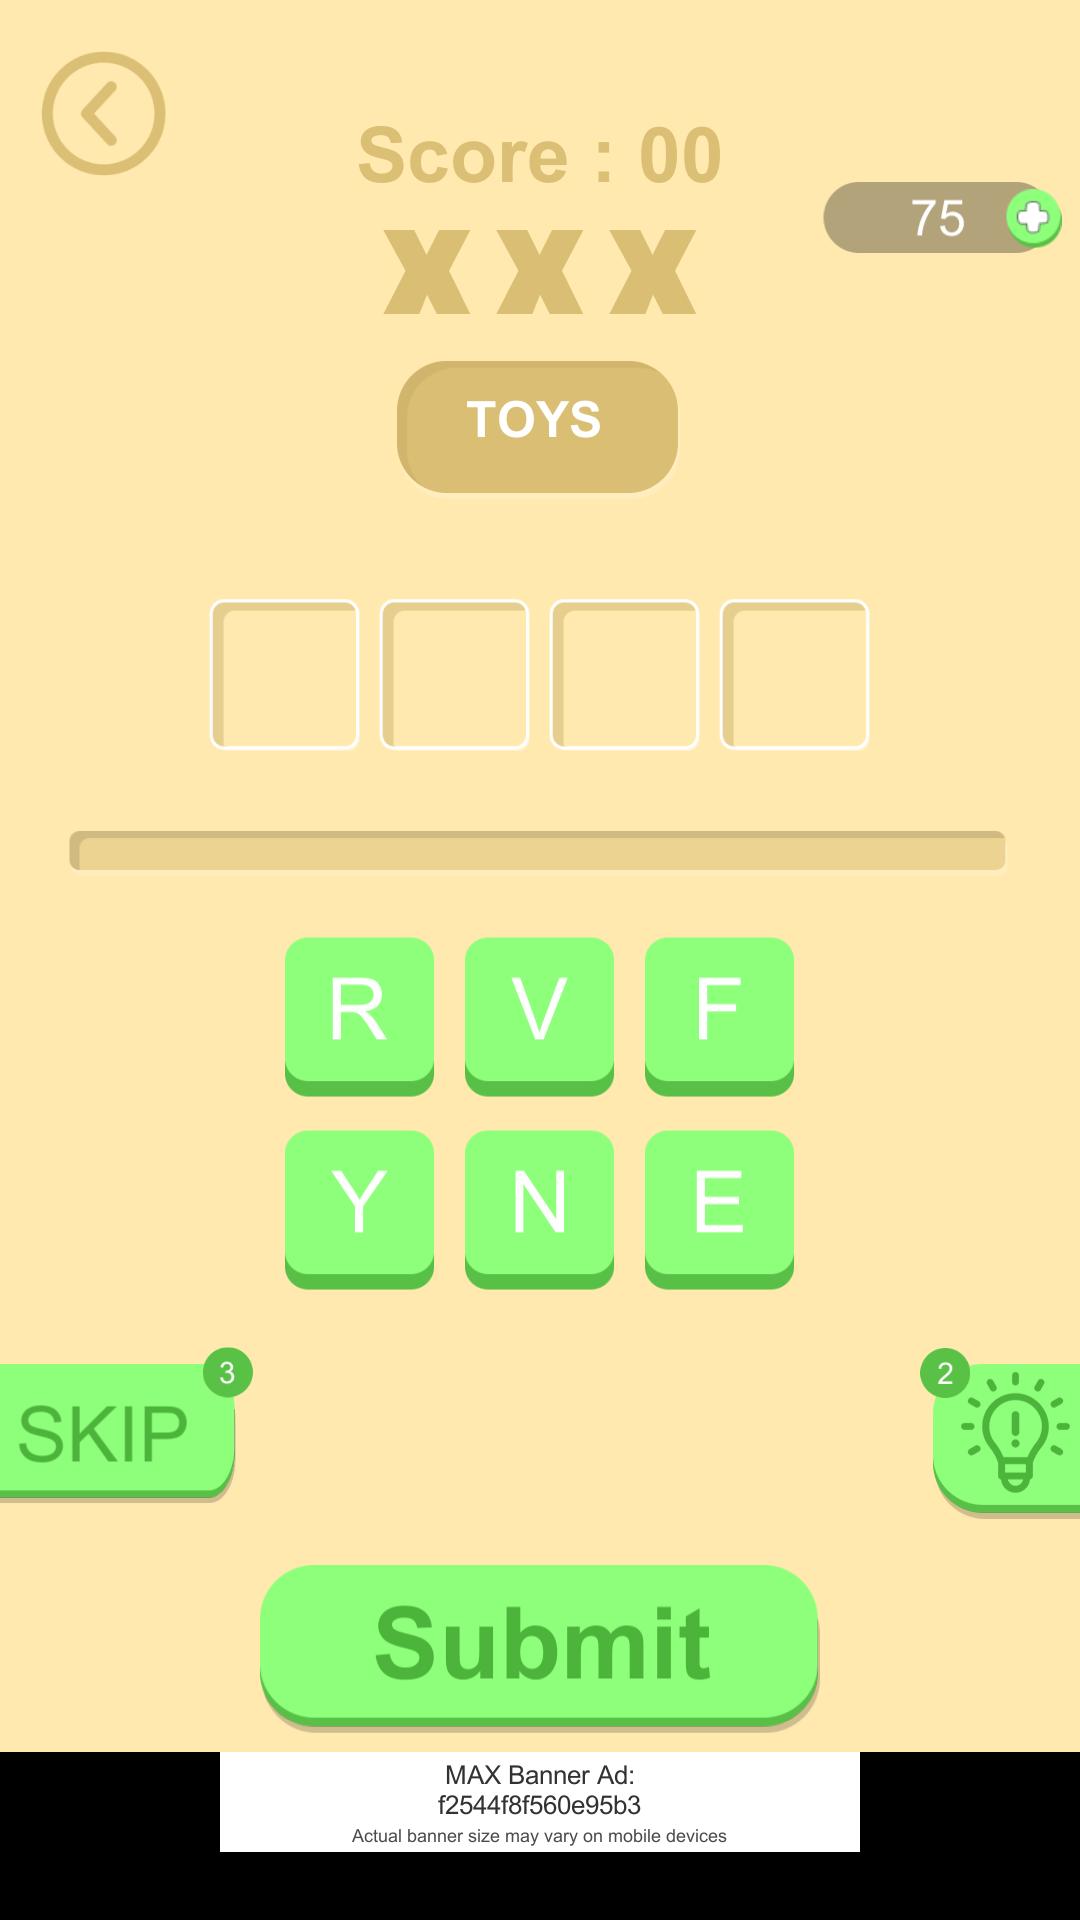 Score : 00
75
X X X
TOYS
R V F
Y N E
3
2
SKIP
Submit
MAX Banner Ad:
f2544f8f560e95b3
Actual banner size may vary on mobile devices